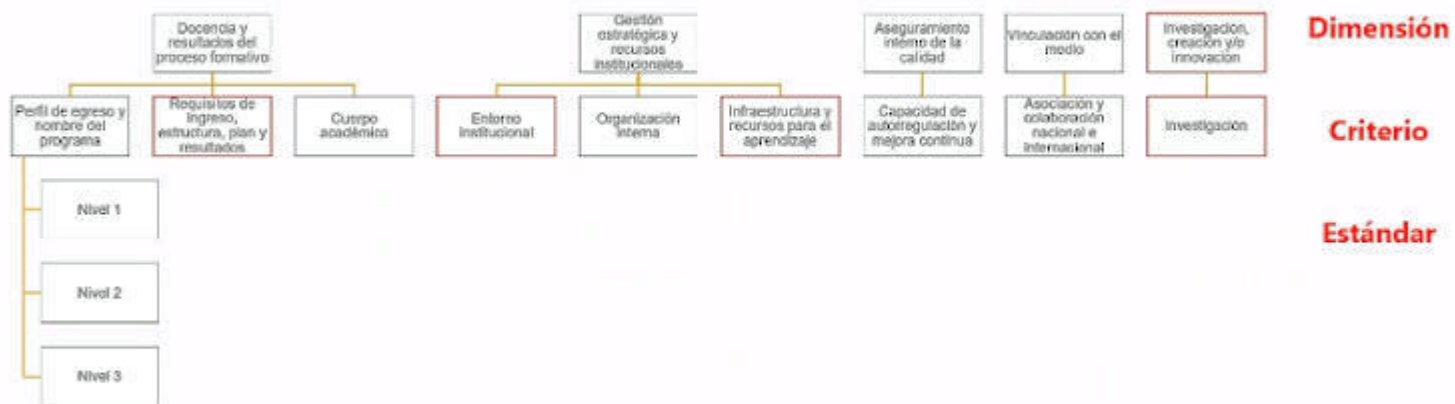 Docencia y
resultados del
proceso formativo
Gestión
estratégica y
recursos
institucionales
Aseguramiento
interno de la
calidad
Vinculación con el
medio
Investigación,
creación y/o
innovación
Dimensión
Perfil de egreso y
nombre del
programa
Requisitos de
ingreso,
estructura, plan y
resultados
Cuerpo
académico
Entorno
institucional
Organización
interna
Infraestructura y
recursos para el
aprendizaje
Capacidad de
autorregulación y
mejora continua
Asociación y
colaboración
nacional e
internacional
Investigación
Criterio
Nivel 1
Estándar
Nivel 2
Nivel 3